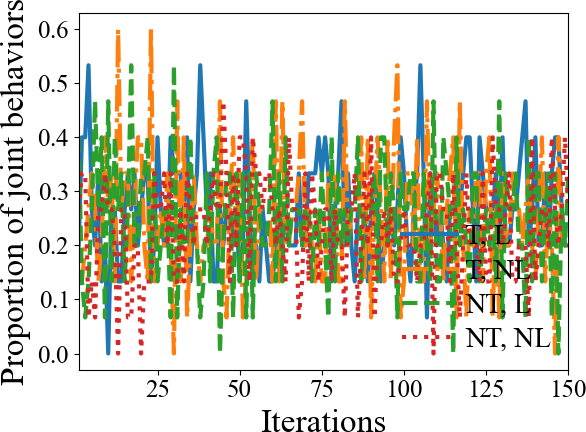 Proportion of joint behaviors
0.6
0.5
0.4
0.3
0.2
0.1
0.0
T, L
T, NL
NT, L
NT, NL
25
50
75
100
125
150
Iterations